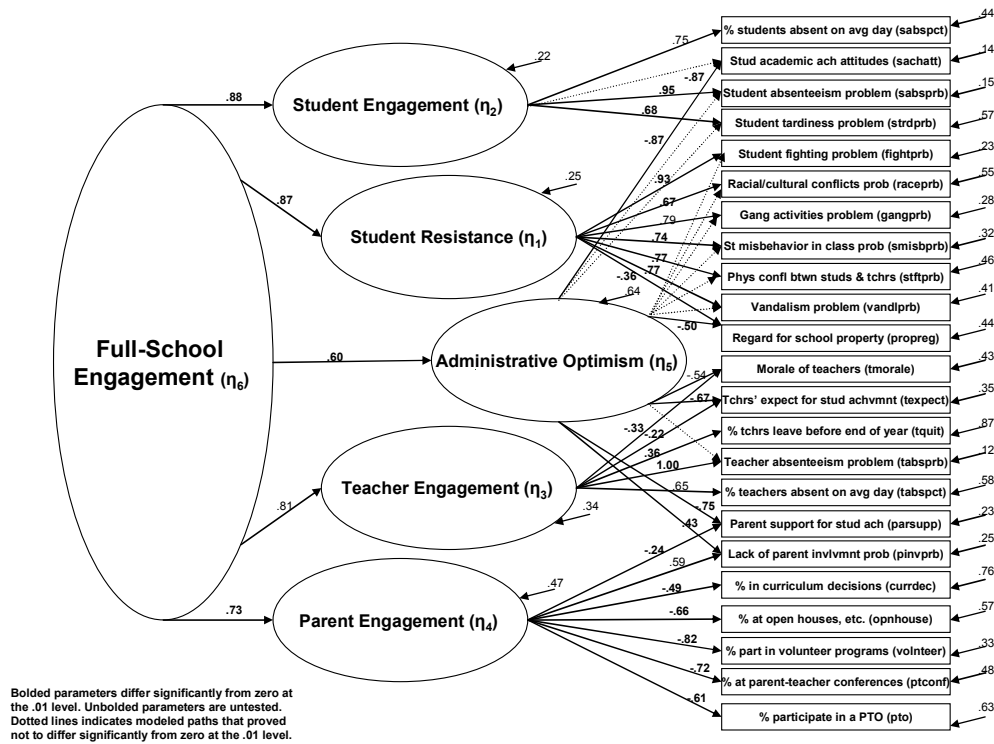 .44
% students absent on avg day (sabspct)
.75
.22
.14
Stud academic ach attitudes (sachatt)
-.87
.88
Student Engagement (η2)
.95
Student absenteeism problem (sabsprb)
.15
.68
Student tardiness problem (strdprb)
.57
-.87
Student fighting problem (fightprb)
.23
.25
.93
Racial/cultural conflicts prob (raceprb)
.55
.87
.67
Gang activities problem (gangprb)
.28
.79
Student Resistance (η1)
.74
St misbehavior in class prob (smisbprb)
.32
.77
Phys confl btwn studs & tchrs (stftprb)
.46
-.36
.77
.64
Vandalism problem (vandlprb)
.41
-.50
Regard for school property (propreg)
.44
Full-School
Engagement (η6)
.60
Administrative Optimism (η5)
-.54
Morale of teachers (tmorale)
.43
-.67
Tchrs’ expect for stud achvmnt (texpect)
.35
-.33
-.22
% tchrs leave before end of year (tquit)
.87
.36
1.00
Teacher absenteeism problem (tabsprb)
.12
.81
Teacher Engagement (η3)
.65
% teachers absent on avg day (tabspct)
.58
.34
-.75
.43
Parent support for stud ach (parsupp)
.23
-.24
Lack of parent invlvmnt prob (pinvprb)
.25
.59
.47
-.49
% in curriculum decisions (currdec)
.76
.73
Parent Engagement (η4)
-.66
% at open houses, etc. (opnhouse)
.57
-.82
% part in volunteer programs (volnteer)
.33
-.72
% at parent-teacher conferences (ptconf)
.48
-.61
% participate in a PTO (pto)
.63
Bolded parameters differ significantly from zero at
the .01 level. Unbolded parameters are untested.
Dotted lines indicates modeled paths that proved
not to differ significantly from zero at the .01 level.